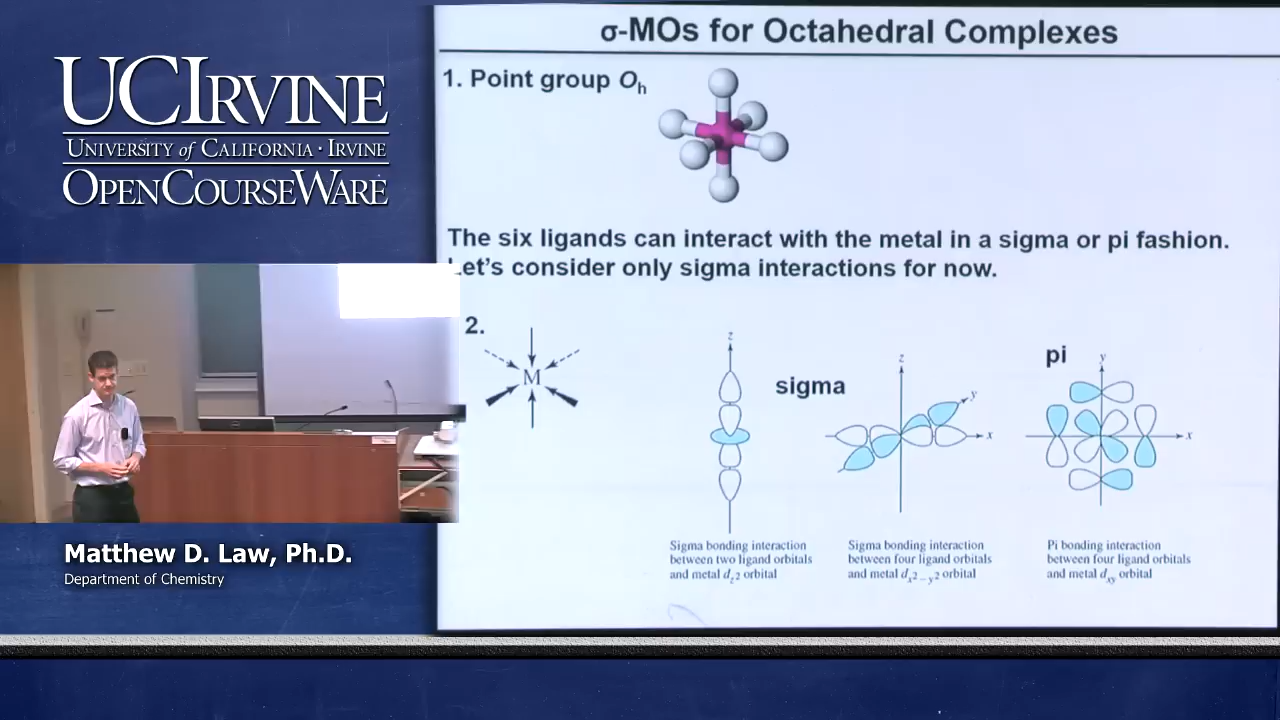 UCIRVINE
UNIVERSITY of CALIFORNIA · IRVINE
OPENCOURSEWARE
Matthew D. Law, Ph.D.
Department of Chemistry
σ-MOs for Octahedral Complexes
1. Point group Oh
The six ligands can interact with the metal in a sigma or pi fashion.
Let's consider only sigma interactions for now.
2.
M
z
sigma
z
y
x
pi
y
x
Sigma bonding interaction
between two ligand orbitals
and metal dz2 orbital
Sigma bonding interaction
between four ligand orbitals
and metal dx2−y2 orbital
Pi bonding interaction
between four ligand orbitals
and metal dxy orbital